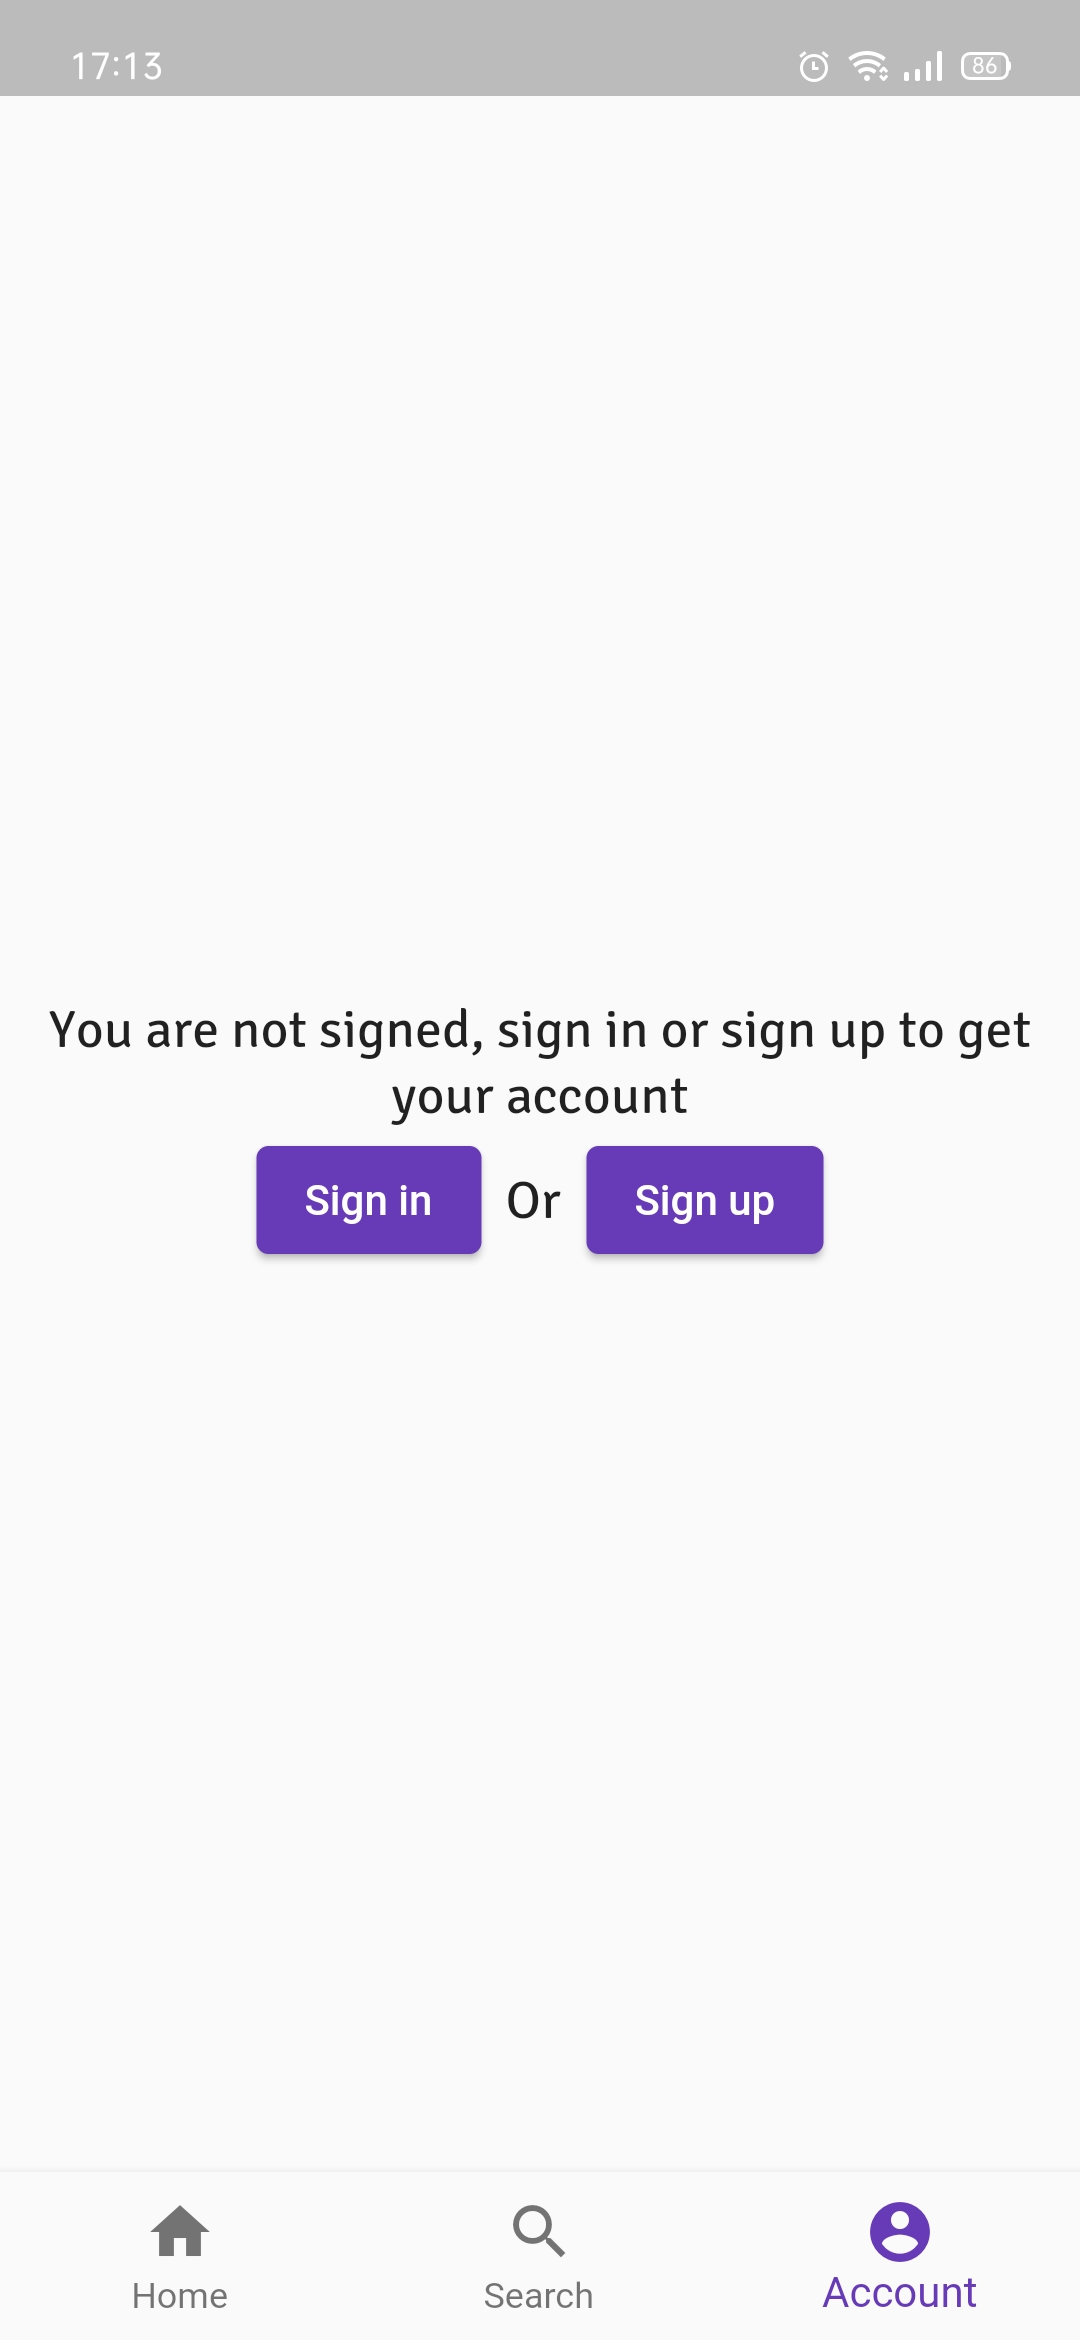 17:13
86
You are not signed, sign in or sign up to get
your account
Sign in Or Sign up
Home Search Account